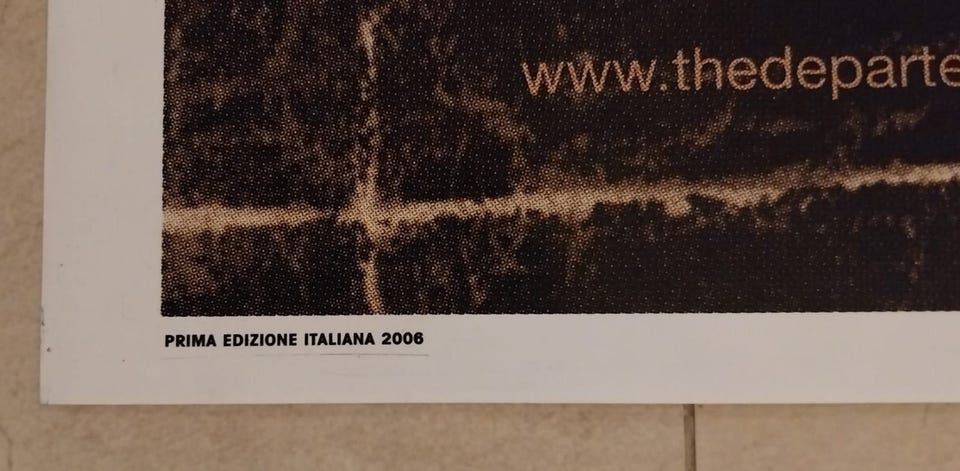 www.thedeparte
PRIMA EDIZIONE ITALIANA 2006